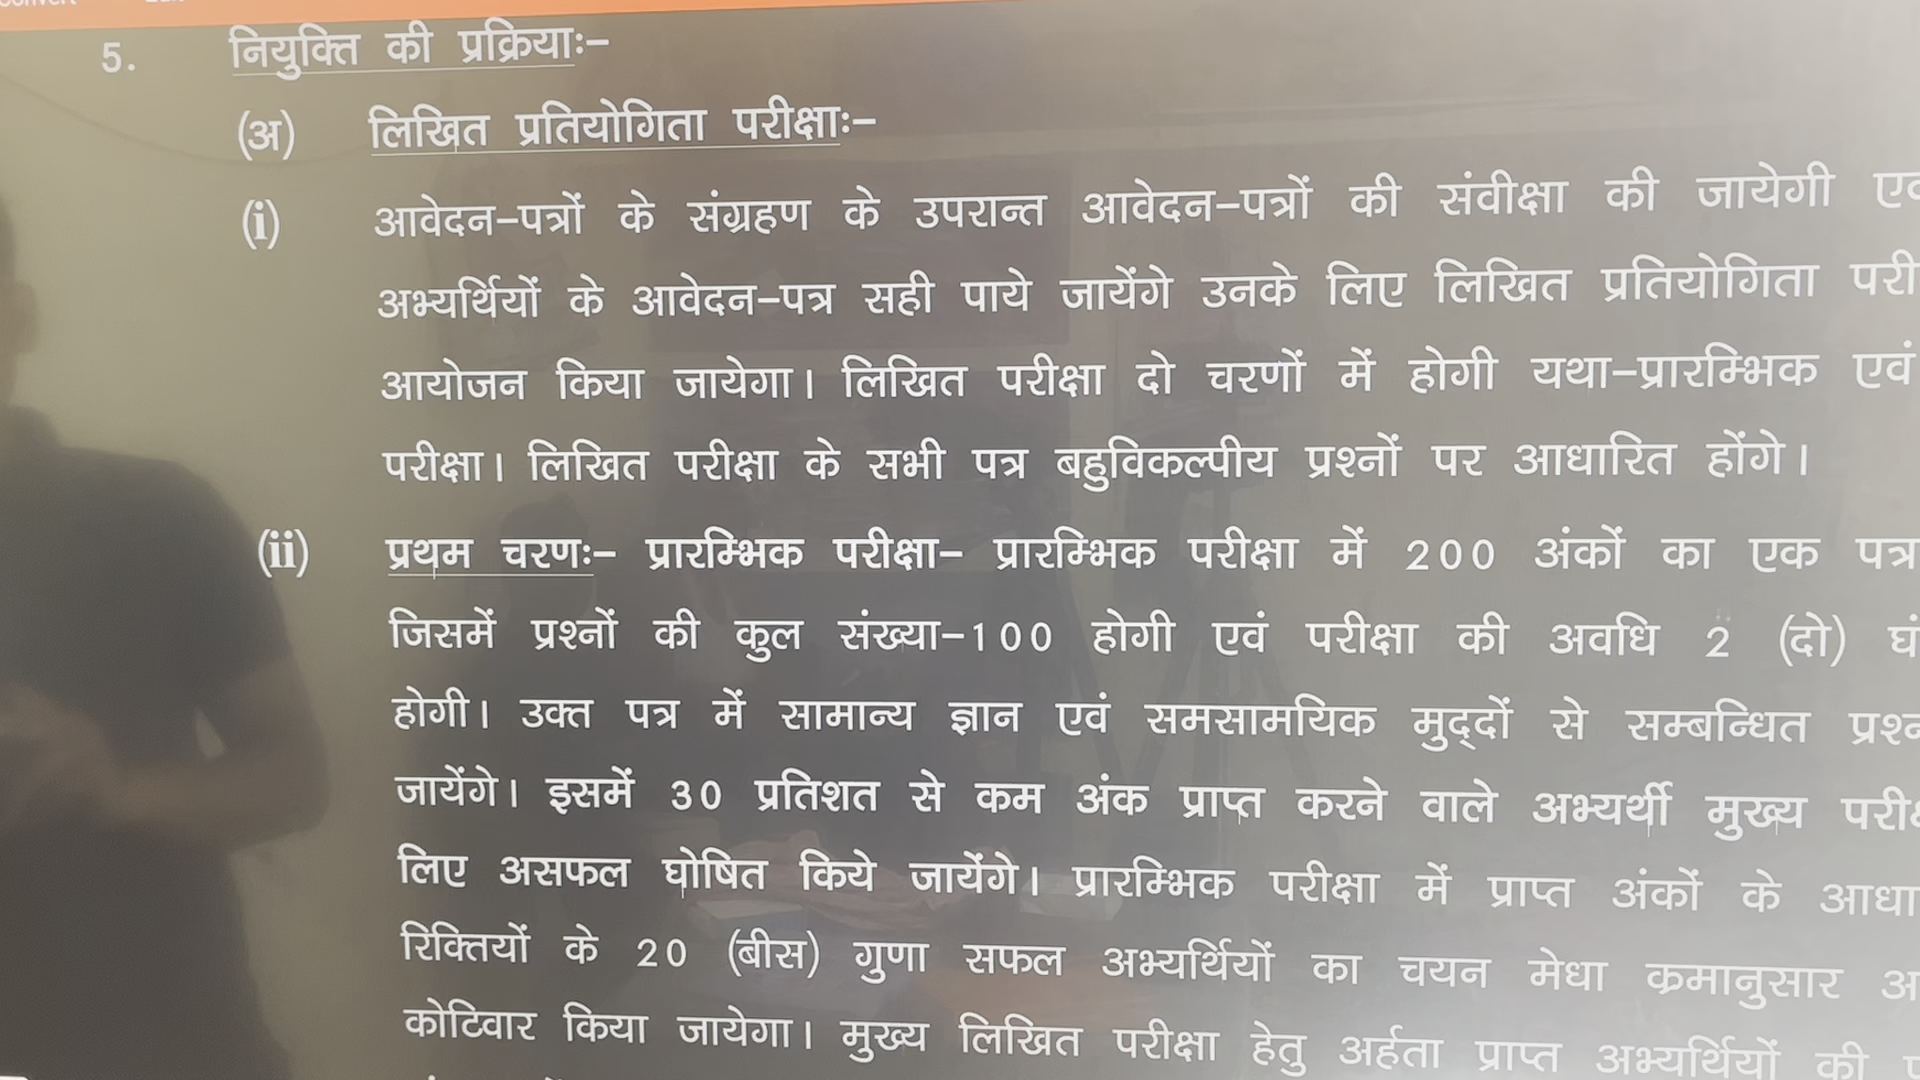 5. नियुक्ति की प्रक्रियाः–
(अ) लिखित प्रतियोगिता परीक्षाः–
(i) आवेदन–पत्रों के संग्रहण के उपरान्त आवेदन–पत्रों की संवीक्षा की जायेगी
अभ्यर्थियों के आवेदन–पत्र सही पाये जायेंगे उनके लिए लिखित प्रतियोगिता
आयोजन किया जायेगा। लिखित परीक्षा दो चरणों में होगी यथा–प्रारम्भिक एवं
परीक्षा। लिखित परीक्षा के सभी पत्र बहुविकल्पीय प्रश्नों पर आधारित होंगे।
(ii) प्रथम चरणः– प्रारम्भिक परीक्षा– प्रारम्भिक परीक्षा में 200 अंकों का एक पत्र
जिसमें प्रश्नों की कुल संख्या–100 होगी एवं परीक्षा की अवधि 2 (दो)
होगी। उक्त पत्र में सामान्य ज्ञान एवं समसामयिक मुद्दों से सम्बन्धित
जायेंगे। इसमें 30 प्रतिशत से कम अंक प्राप्त करने वाले अभ्यर्थी मुख्य
लिए असफल घोषित किये जायेंगे। प्रारम्भिक परीक्षा में प्राप्त अंकों के
रिक्तियों के 20 (बीस) गुणा सफल अभ्यर्थियों का चयन मेधा क्रमानुसार
कोटिवार किया जायेगा। मुख्य लिखित परीक्षा हेतु अर्हता प्राप्त अभ्यर्थियों की